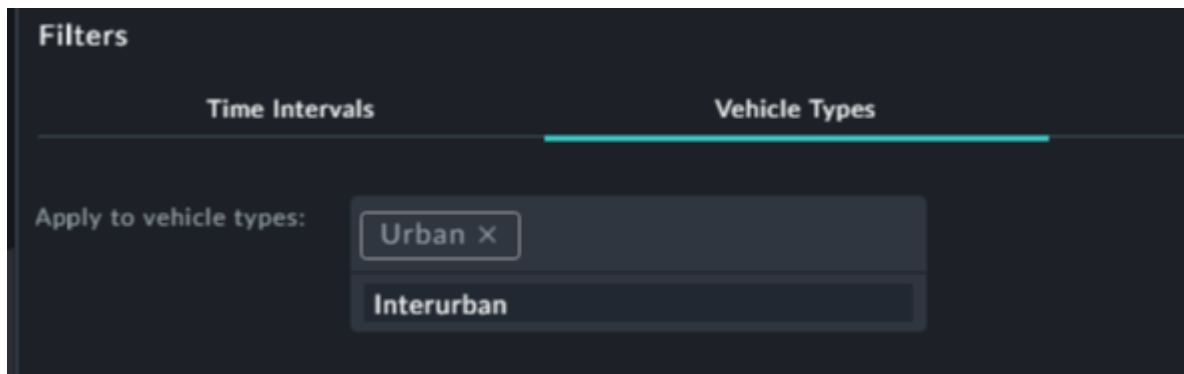 Filters
Time Intervals Vehicle Types
Apply to vehicle types: Urban ×
Interurban